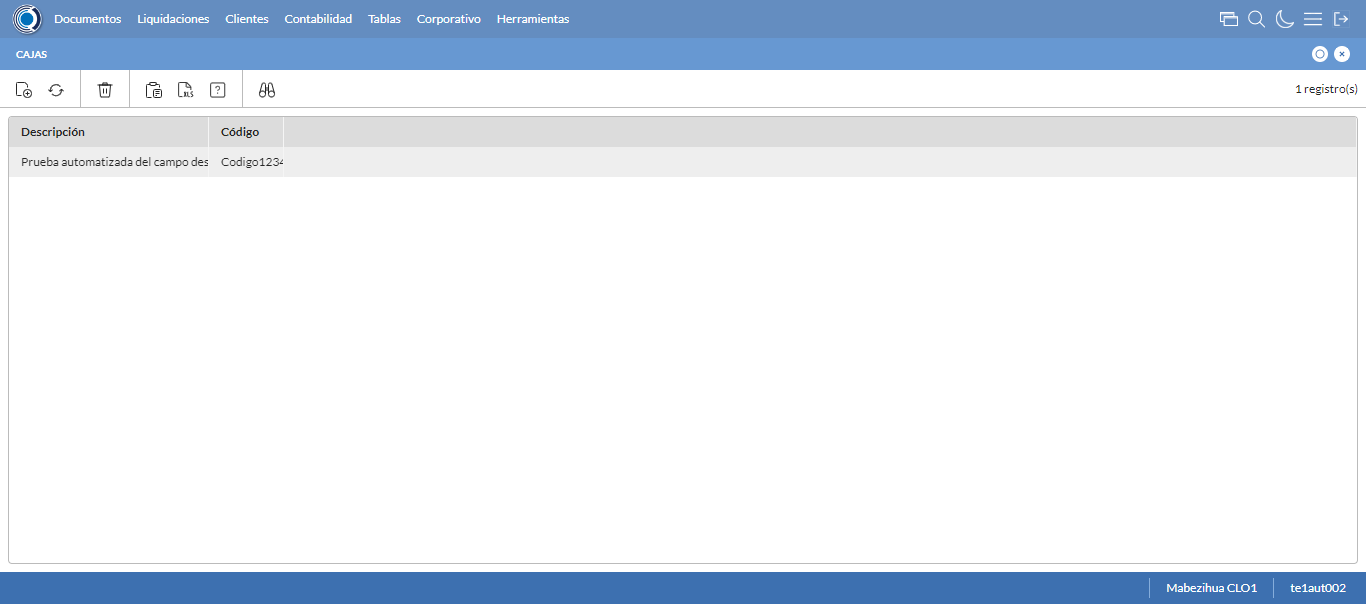 Documentos Liquidaciones Clientes Contabilidad Tablas Corporativo Herramientas
CAJAS
XLS ? 1 registro(s)
Descripción Código
Prueba automatizada del campo des Codigo1234
Mabezihua CLO1 te1aut002